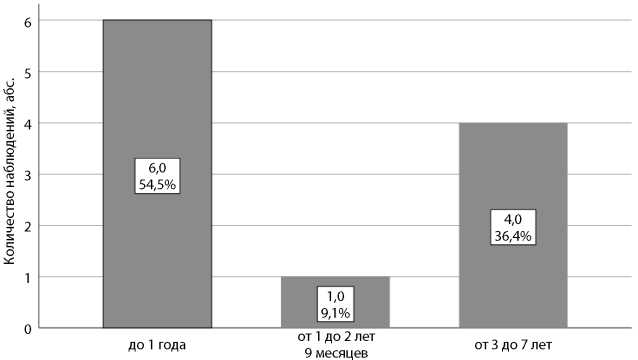 Количество наблюдений, абс.
6
5
4
3
2
1
0
6,0
54,5%
1,0
9,1%
4,0
36,4%
до 1 года
от 1 до 2 лет
9 месяцев
от 3 до 7 лет